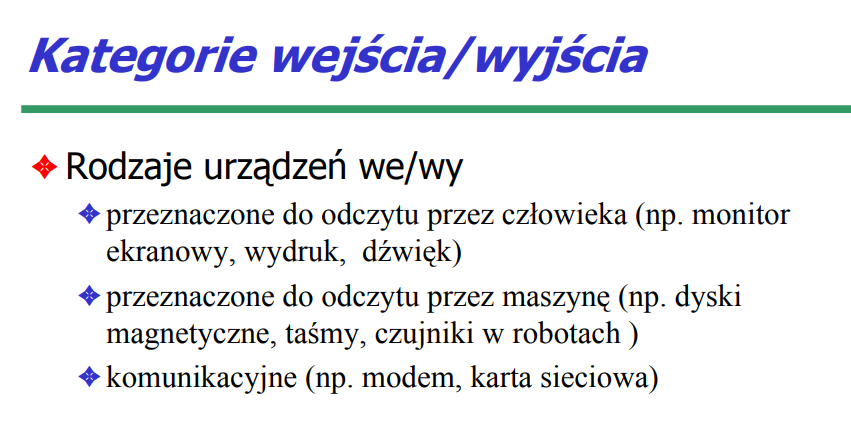 Kategorie wejścia/wyjścia
Rodzaje urządzeń we/wy
przeznaczone do odczytu przez człowieka (np. monitor
ekranowy, wydruk, dźwięk)
przeznaczone do odczytu przez maszynę (np. dyski
magnetyczne, taśmy, czujniki w robotach )
komunikacyjne (np. modem, karta sieciowa)